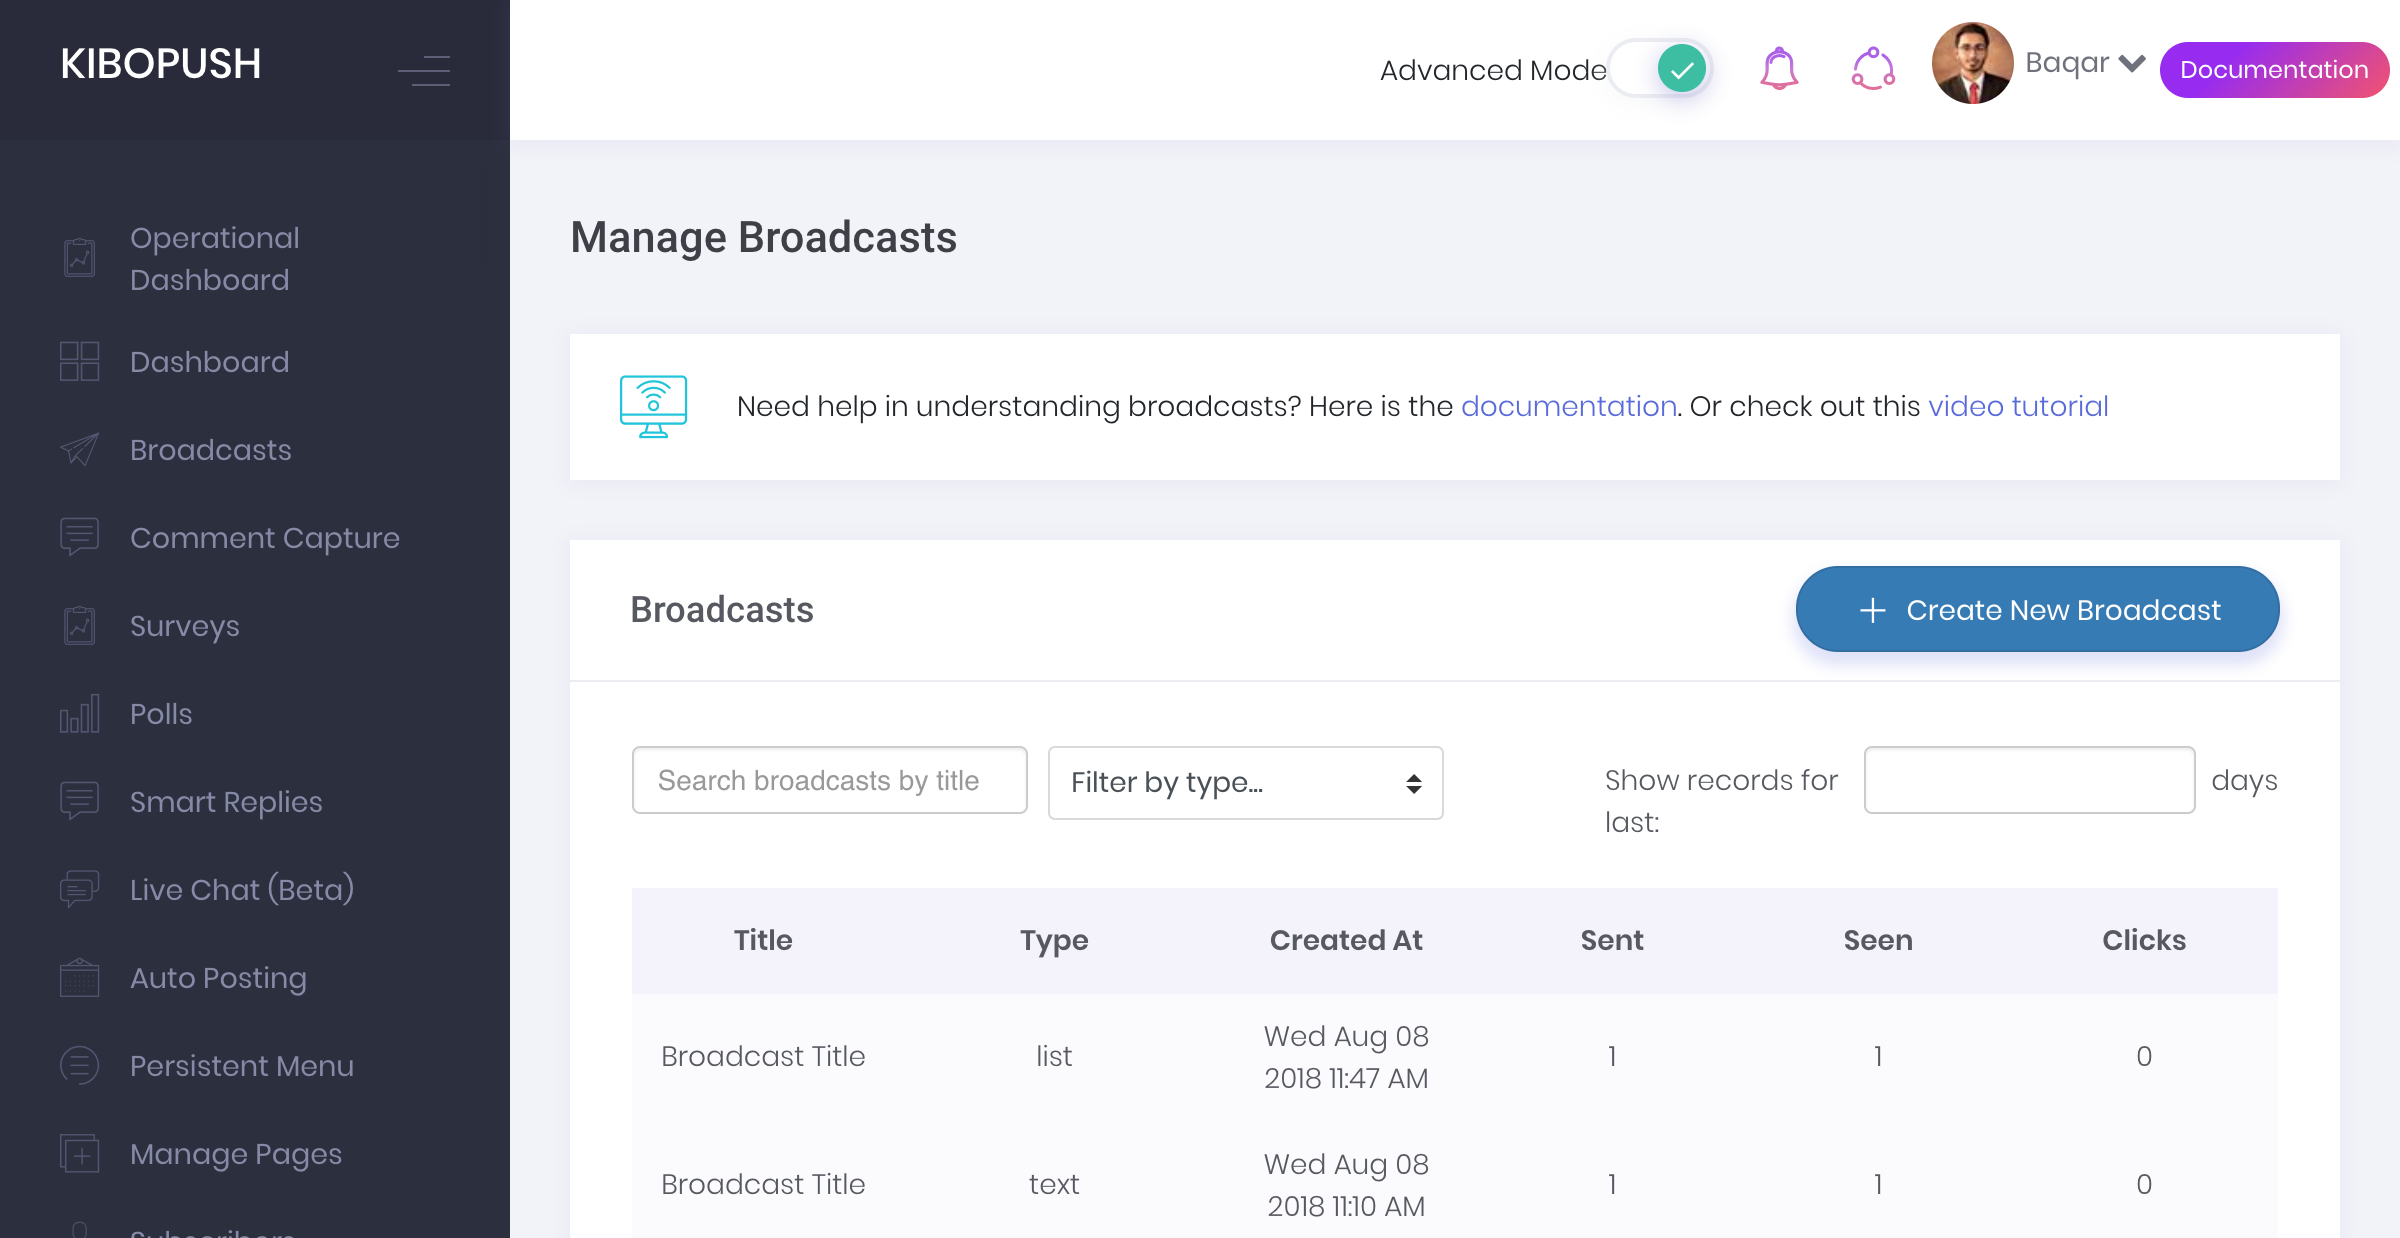 KIBOPUSH
Advanced Mode
Baqar
Documentation
Operational
Dashboard
Dashboard
Broadcasts
Comment Capture
Surveys
Polls
Smart Replies
Live Chat (Beta)
Auto Posting
Persistent Menu
Manage Pages
Subscribers
Manage Broadcasts
Need help in understanding broadcasts? Here is the documentation. Or check out this video tutorial
Broadcasts
Create New Broadcast
Search broadcasts by title
Filter by type...
Show records for
last:
days
Title Type Created At Sent Seen Clicks
Broadcast Title list Wed Aug 08 1 1 0
2018 11:47 AM
Broadcast Title text Wed Aug 08 1 1 0
2018 11:10 AM